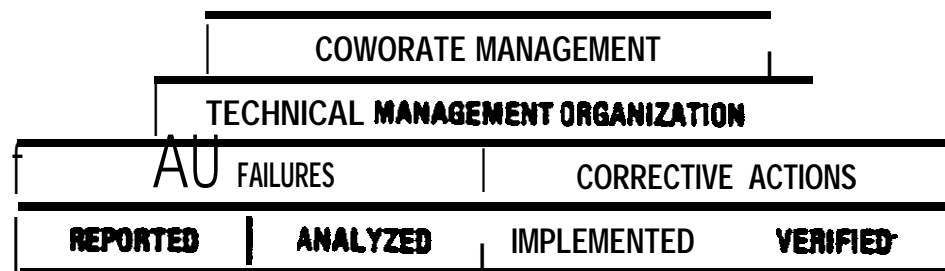 COWORATE MANAGEMENT
TECHNICAL MANAGEMENT ORGANIZATION
AU FAILURES CORRECTIVE ACTIONS
REPORTED ANALYZED IMPLEMENTED VERIFIED